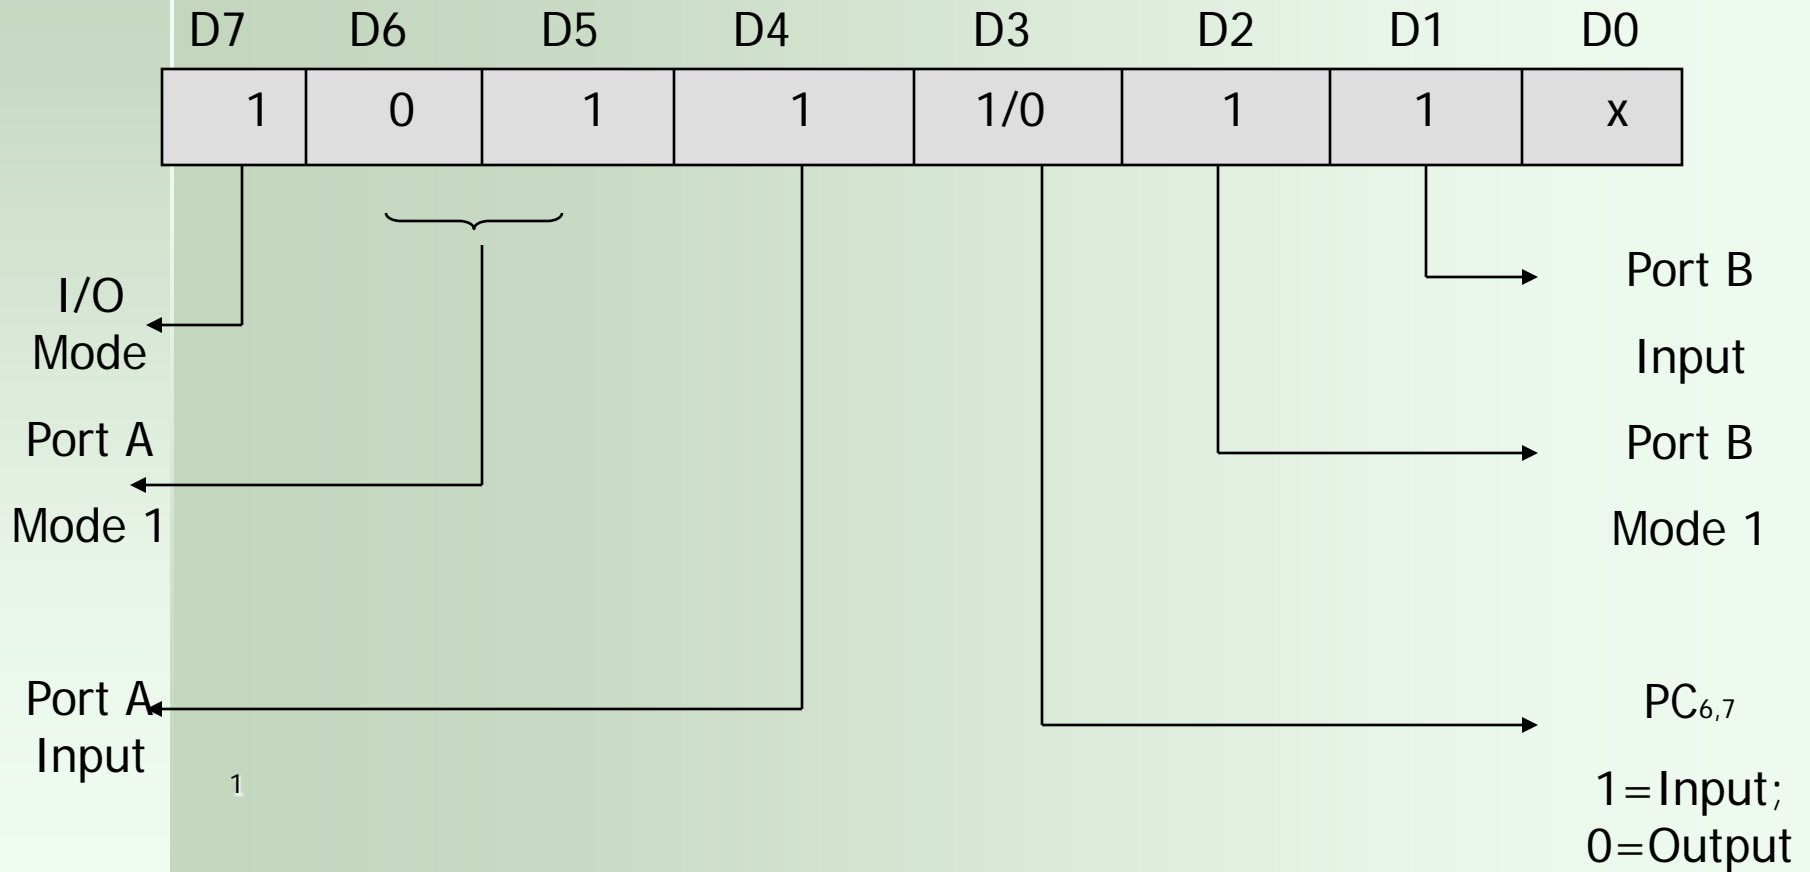 D7 D6 D5 D4 D3 D2 D1 D0
1 0 1 1 1/0 1 1 x
I/O
Mode
Port A
Mode 1
Port A
Input
1
Port B
Input
Port B
Mode 1
PC6,7
1=Input;
0=Output